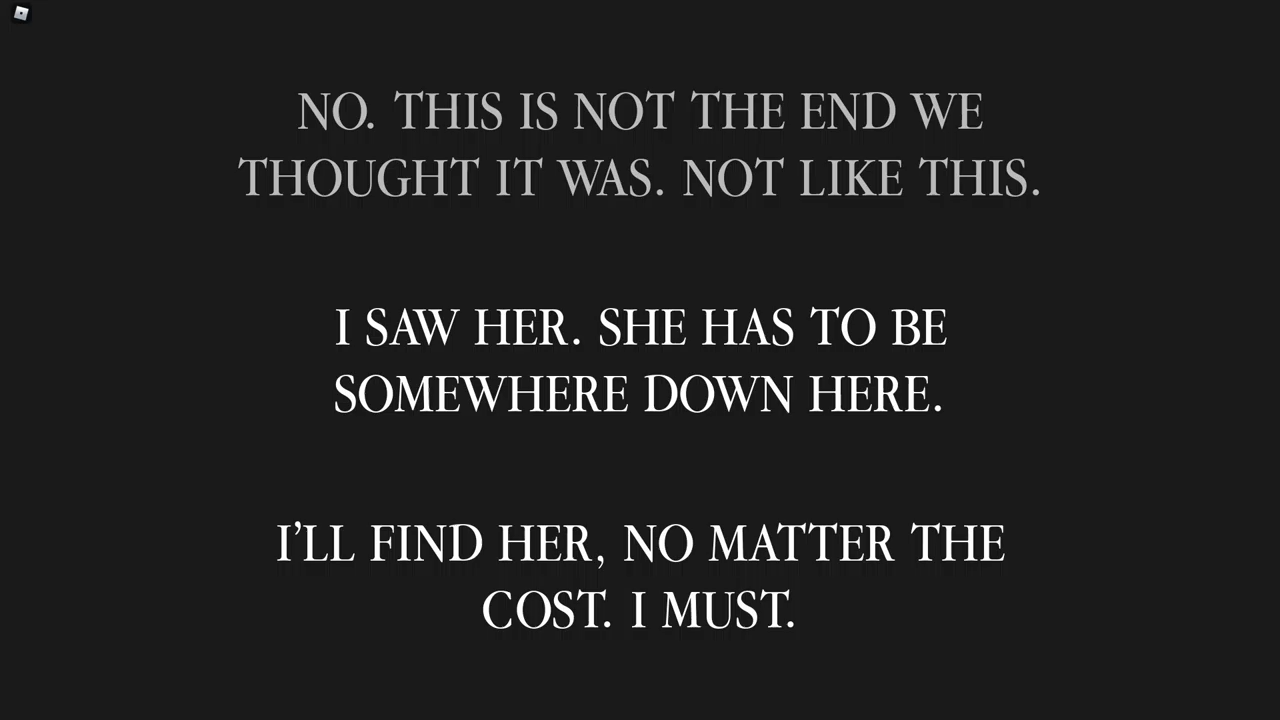 NO. THIS IS NOT THE END WE
THOUGHT IT WAS. NOT LIKE THIS.
I SAW HER. SHE HAS TO BE
SOMEWHERE DOWN HERE.
I’LL FIND HER, NO MATTER THE
COST. I MUST.